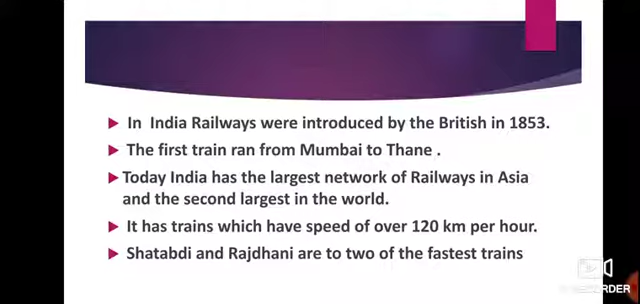 In India Railways were introduced by the British in 1853.
The first train ran from Mumbai to Thane .
Today India has the largest network of Railways in Asia
and the second largest in the world.
It has trains which have speed of over 120 km per hour.
Shatabdi and Rajdhani are to two of the fastest trains